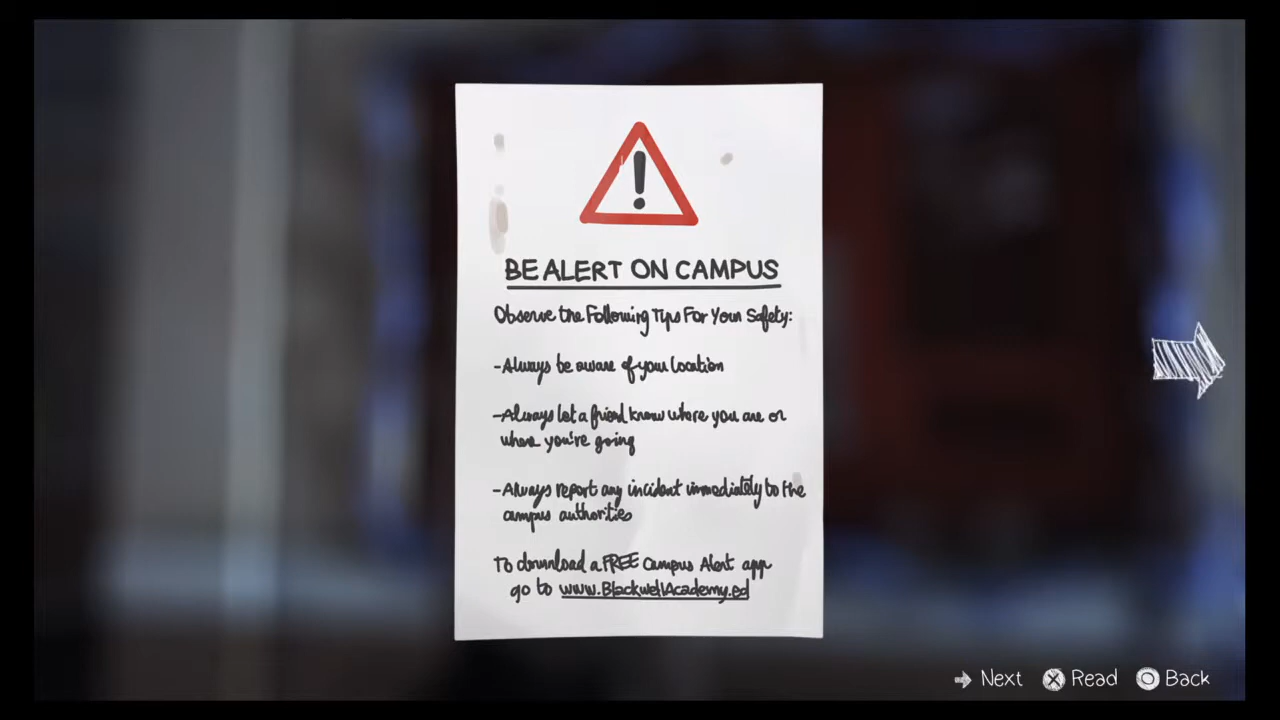 !
BE ALERT ON CAMPUS
Observe the Following Tips For Your Safety:
-Always be aware of your location
-Always let a friend know where you are or
where you're going
-Always report any incident immediately to the
campus authorities
To download a FREE Campus Alert app
go to www.BlackwellAcademy.ed
Next
Read
Back